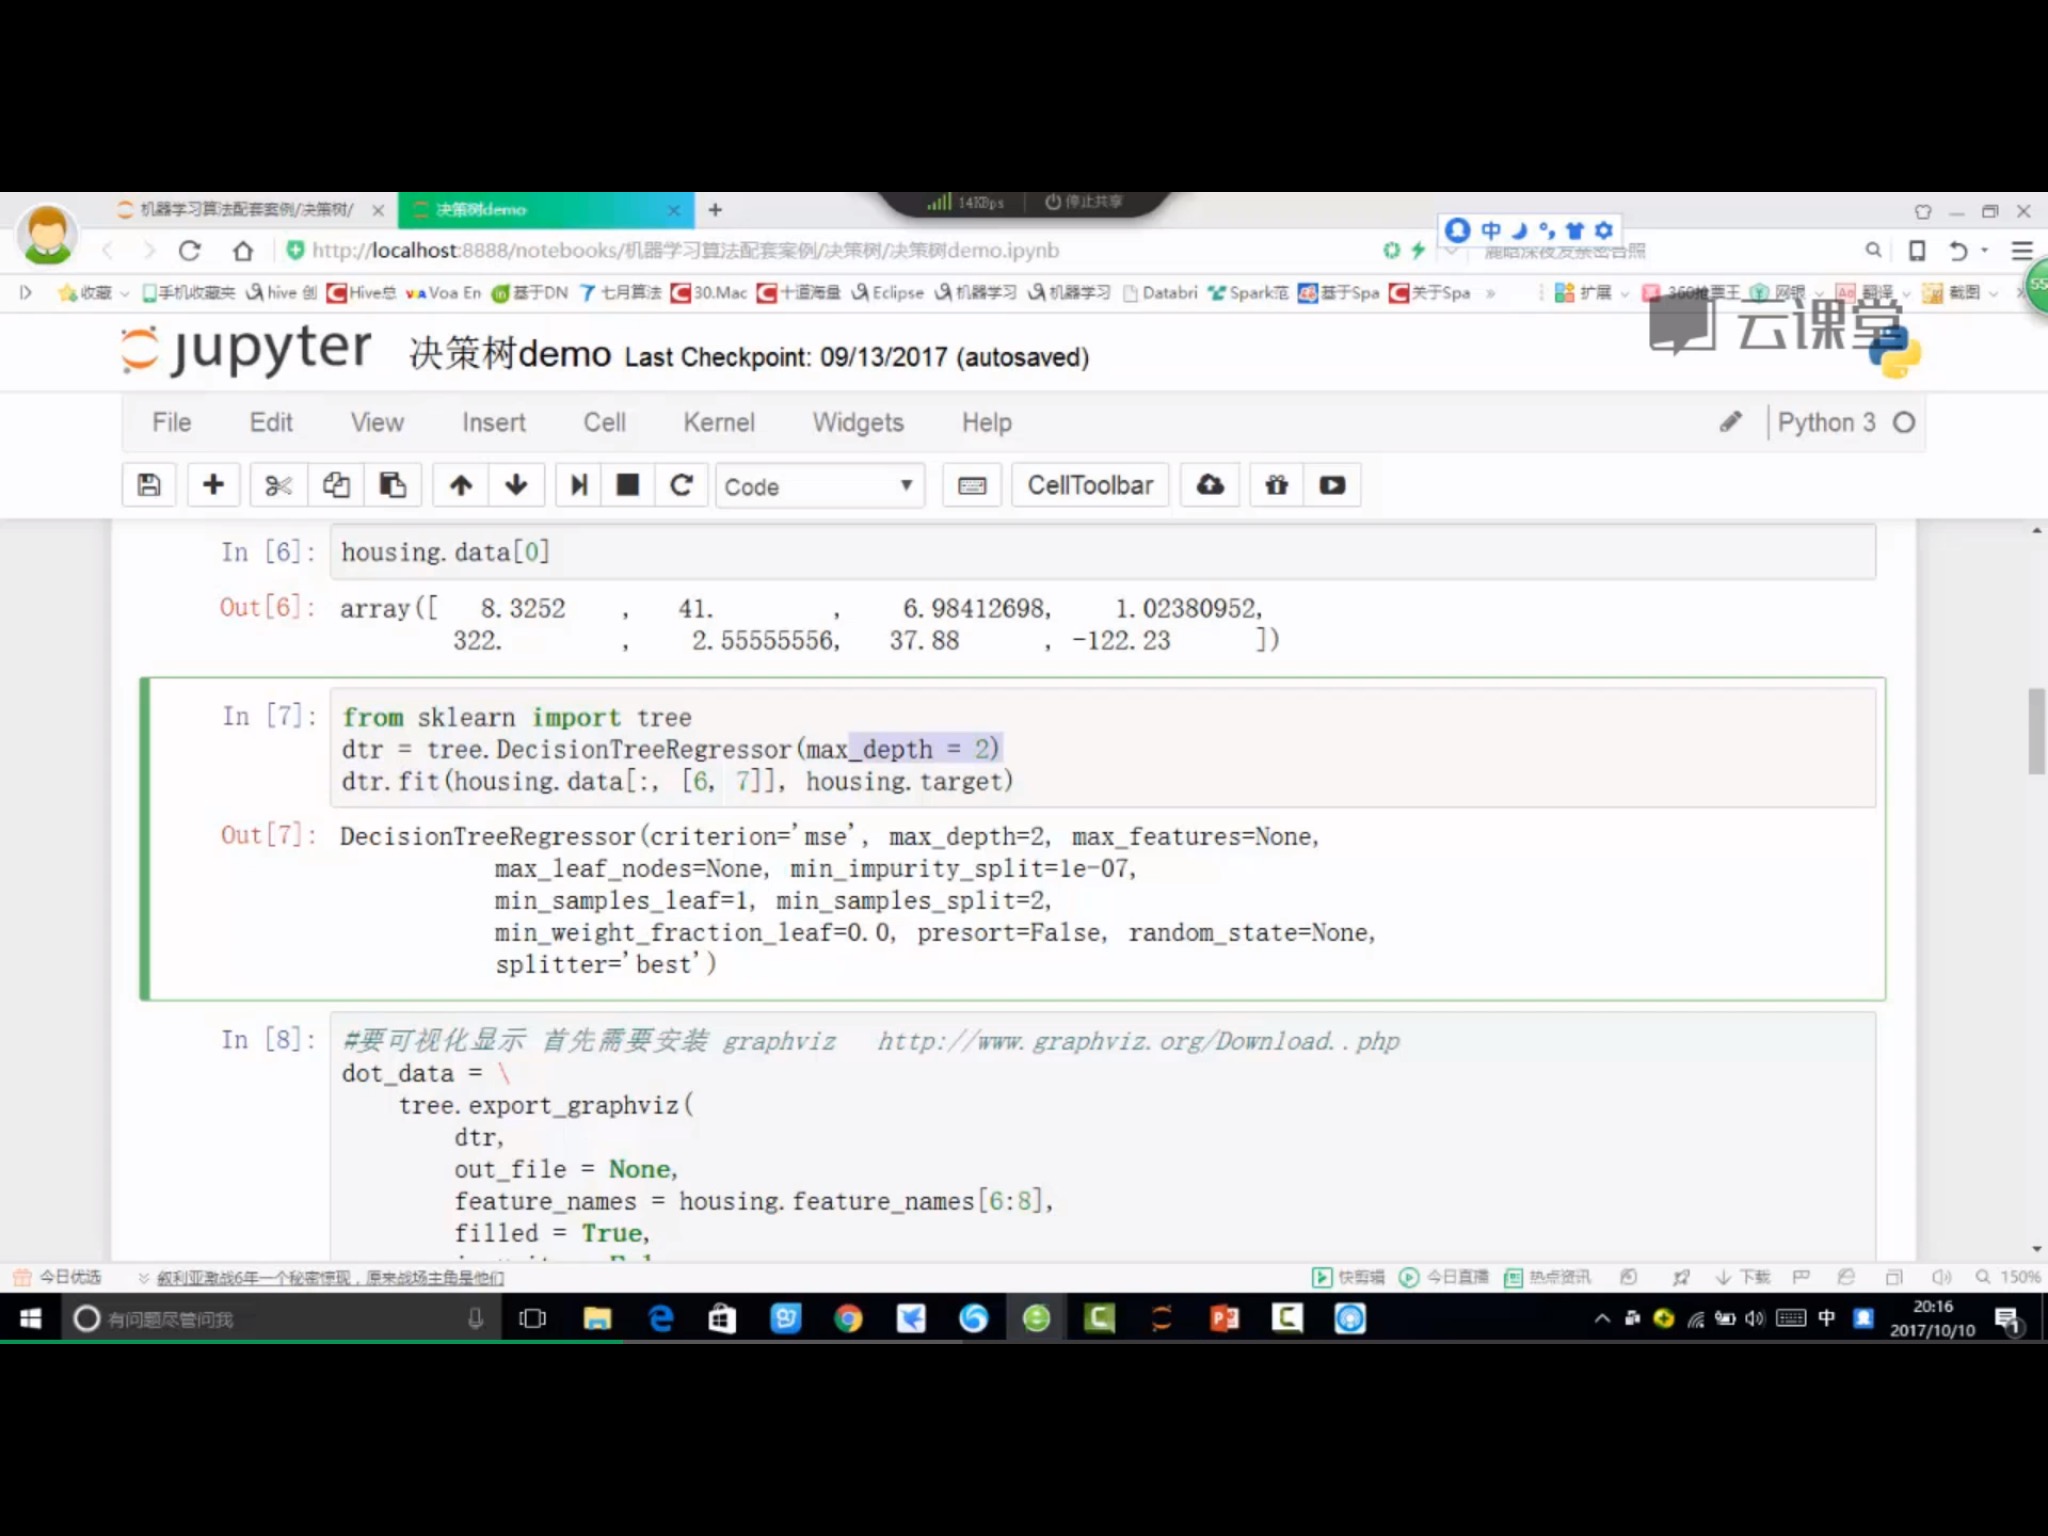 14KBps 停止共享
机器学习算法配套案例/决策树/ 决策树demo
中
http://localhost:8888/notebooks/机器学习算法配套案例/决策树/决策树demo.ipynb
收藏 手机收藏夹 hive 创 Hive总 Voa En 基于DN 七月算法 30.Mac 十道海量 Eclipse 机器学习 机器学习 Databri Spark范 基于Spa 关于Spa » 扩展 360抢票王 网银 翻译 截图 »
55
云课堂
jupyter 决策树demo Last Checkpoint: 09/13/2017 (autosaved)
File Edit View Insert Cell Kernel Widgets Help Python 3
Code CellToolbar
In [6]: housing.data[0]
Out[6]: array([ 8.3252 , 41. , 6.98412698, 1.02380952,
322. , 2.55555556, 37.88 , -122.23 ])
In [7]: from sklearn import tree
dtr = tree.DecisionTreeRegressor(max_depth = 2)
dtr.fit(housing.data[:, [6, 7]], housing.target)
Out[7]: DecisionTreeRegressor(criterion='mse', max_depth=2, max_features=None,
max_leaf_nodes=None, min_impurity_split=1e-07,
min_samples_leaf=1, min_samples_split=2,
min_weight_fraction_leaf=0.0, presort=False, random_state=None,
splitter='best')
In [8]: #要可视化显示 首先需要安装 graphviz http://www.graphviz.org/Download..php
dot_data = \
tree.export_graphviz(
dtr,
out_file = None,
feature_names = housing.feature_names[6:8],
filled = True,
今日优选 叙利亚激战6年一个秘密惊现，原来战场主角是他们 快剪辑 今日直播 热点资讯 下载 150%
有问题尽管问我 中 20:16
2017/10/10